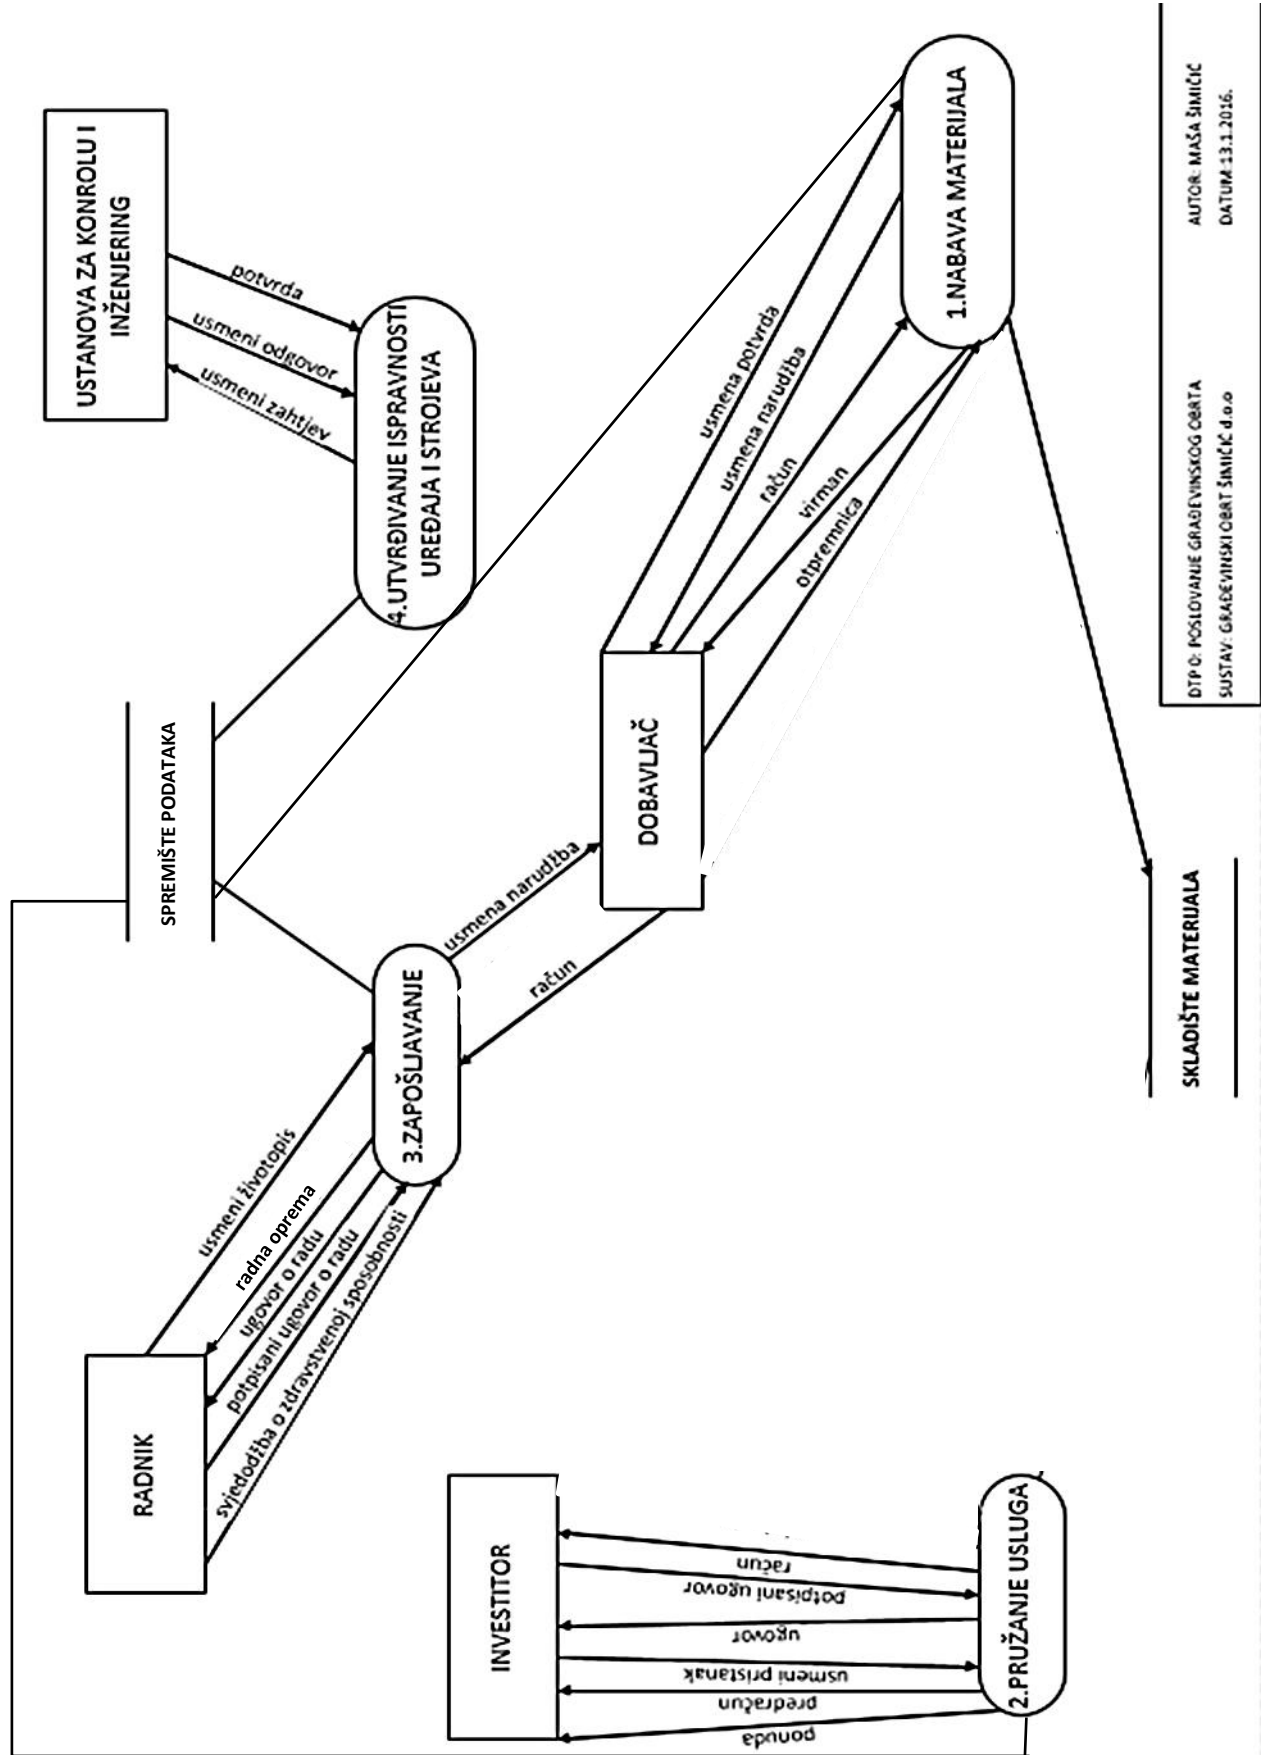 USTANOVA ZA KONROLU I
INŽENJERING
potvrda
usmeni odgovor
usmeni zahtjev
4.UTVRĐIVANJE ISPRAVNOSTI
UREĐAJA I STROJEVA
SPREMIŠTE PODATAKA
1.NABAVA MATERIJALA
usmena potvrda
usmena narudžba
račun
virman
otpremnica
DOBAVLJAČ
usmena narudžba
račun
3.ZAPOŠLJAVANJE
usmeni životopis
radna oprema
ugovor o radu
potpisani ugovor o radu
svjedodžba o zdravstvenoj sposobnosti
RADNIK
INVESTITOR
račun
potpisani ugovor
ugovor
usmeni pristanak
predračun
ponuda
2.PRUŽANJE USLUGA
SKLADIŠTE MATERIJALA
DTP0: POSLOVANJE GRAĐEVINSKOG OBRTA
SUSTAV: GRAĐEVINSKI OBRT ŠIMIČIĆ d.o.o
AUTOR: MAŠA ŠIMIČIĆ
DATUM:13.1.2016.